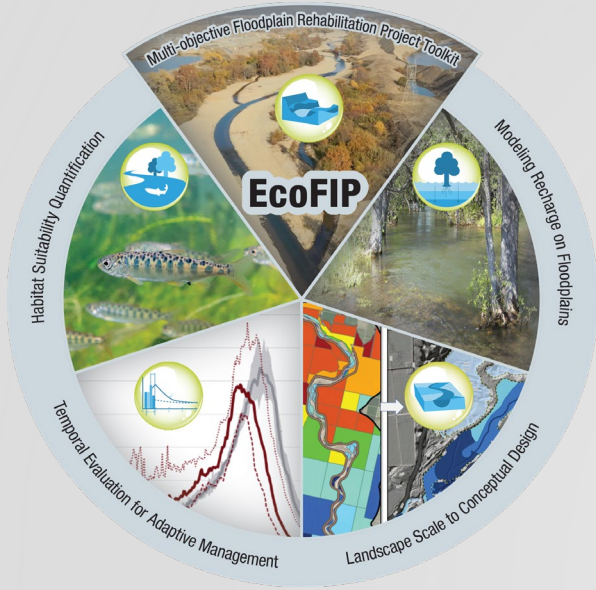 Multi-objective Floodplain Rehabilitation Project Toolkit
EcoFIP
Habitat Suitability Quantification
Modeling Recharge on Floodplains
Temporal Evaluation for Adaptive Management
Landscape Scale to Conceptual Design